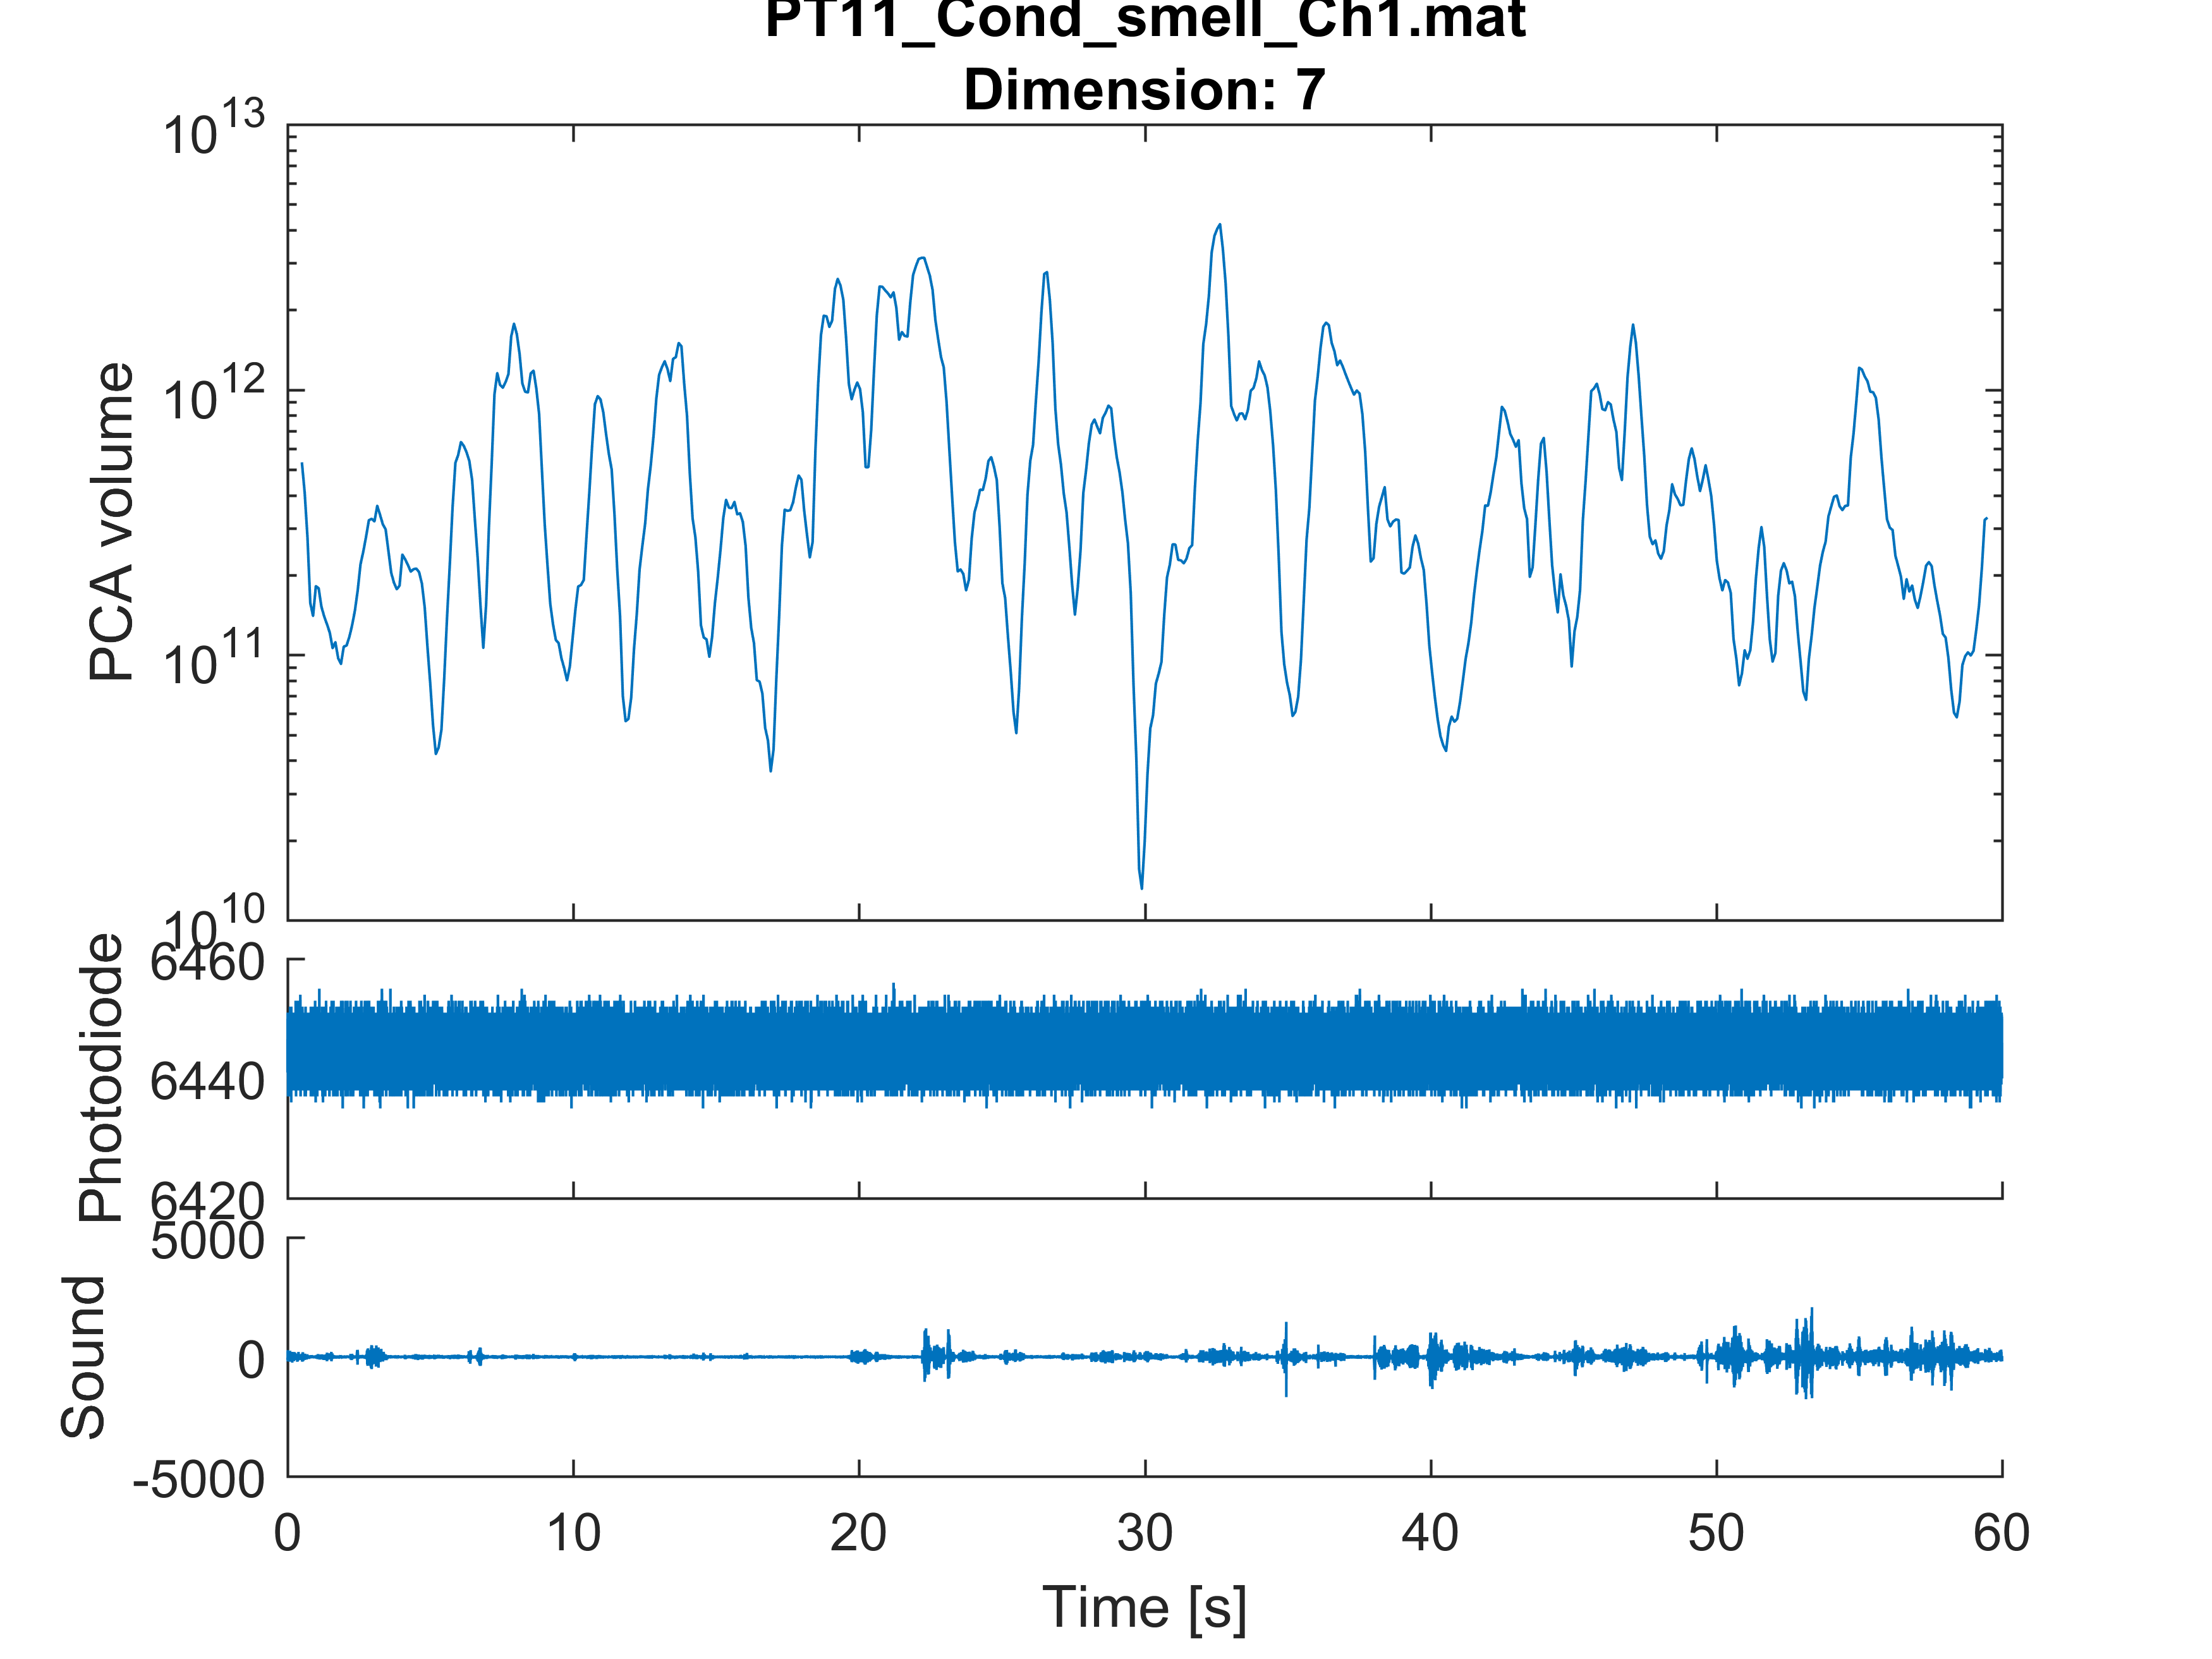 PT11_Cond_smell_Ch1.mat
Dimension: 7
PCA volume
10^13
10^12
10^11
10^10
Photodiode
6460
6440
6420
Sound
5000
0
-5000
0 10 20 30 40 50 60
Time [s]